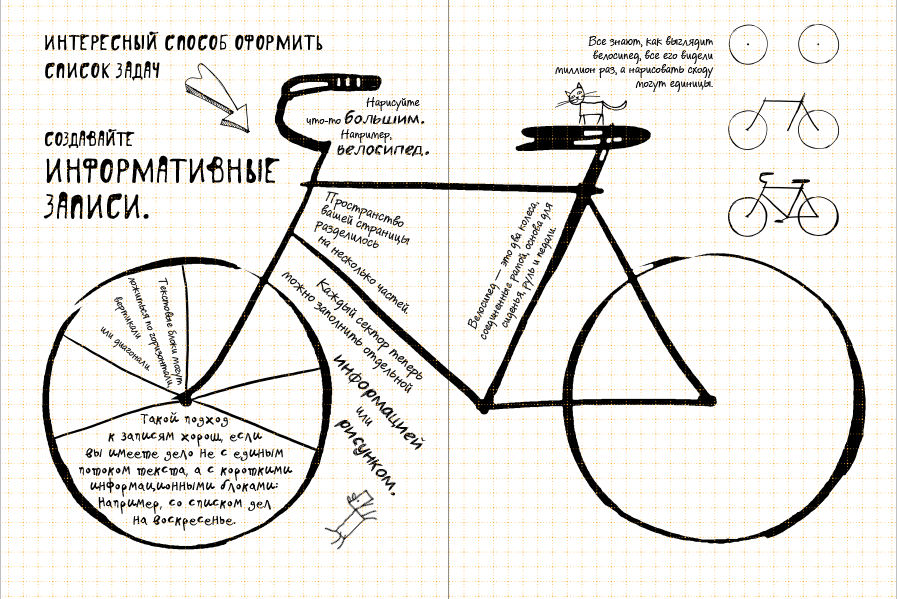 ИНТЕРЕСНЫЙ СПОСОБ ОФОРМИТЬ
СПИСОК ЗАДАЧ
СОЗДАВАЙТЕ
ИНФОРМАТИВНЫЕ
ЗАПИСИ.
Нарисуйте
что-то большим.
Например,
велосипед.
Все знают, как выглядит
велосипед, все его видели
миллион раз, а нарисовать сходу
могут единицы.
Пространство
вашей страницы
разделилось
на несколько частей.
Каждый сектор теперь
можно заполнить отдельной
информацией
или
рисунком.
Велосипед — это два колеса,
соединенные рамой, основа для
сиденья, руль и педали.
Текстовые блоки могут
ложиться по горизонтали,
вертикали
или диагонали
Такой подход
к записям хорош, если
вы имеете дело не с единым
потоком текста, а с короткими
информационными блоками:
Например, со списком дел
на воскресенье.